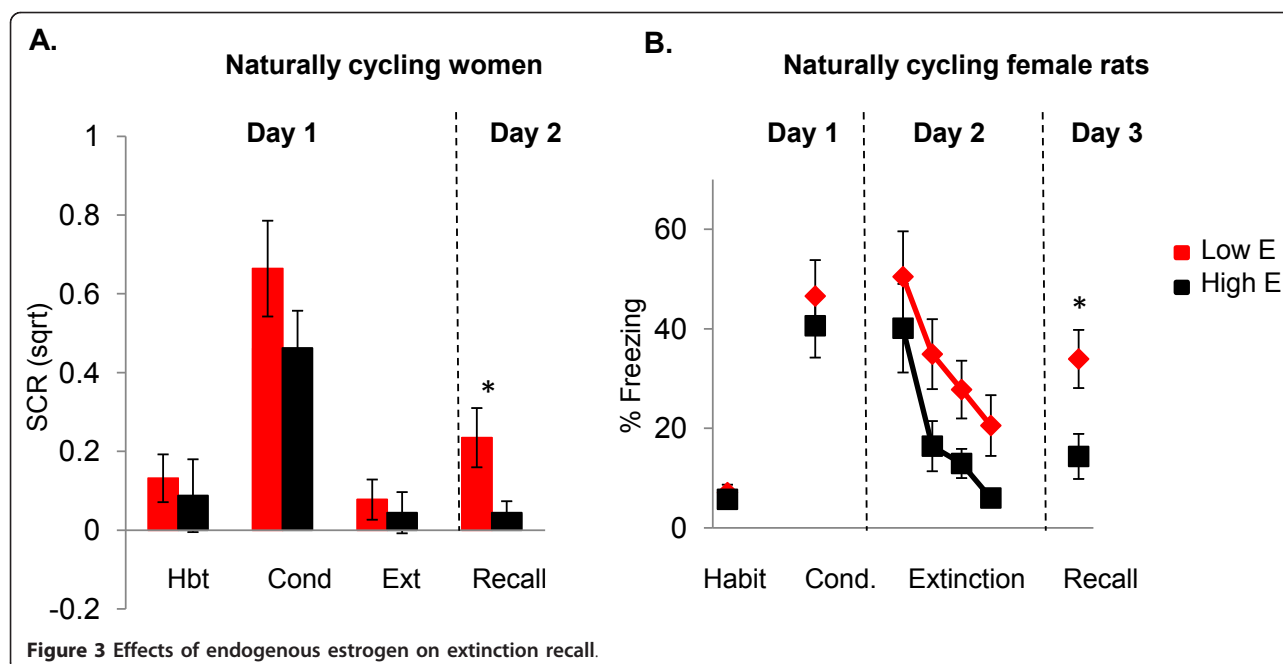 A.
Naturally cycling women
Day 1
Day 2
1
0.8
0.6
0.4
0.2
0
-0.2
SCR (sqrt)
*
Hbt
Cond
Ext
Recall
B.
Naturally cycling female rats
Day 1
Day 2
Day 3
60
40
20
0
% Freezing
*
Habit
Cond.
Extinction
Recall
Low E
High E
Figure 3 Effects of endogenous estrogen on extinction recall.